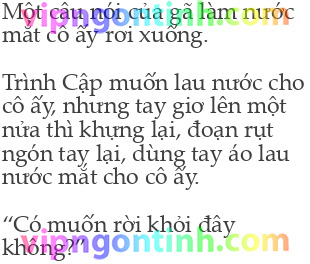 Một câu nói của gã làm nước
mắt cô ấy rơi xuống.
Trình Cập muốn lau nước cho
cô ấy, nhưng tay giơ lên một
nửa thì khựng lại, đoạn rụt
ngón tay lại, dùng tay áo lau
nước mắt cho cô ấy.
“Có muốn rời khỏi đây
không?”
vipngontinh.com
vipngontinh.com